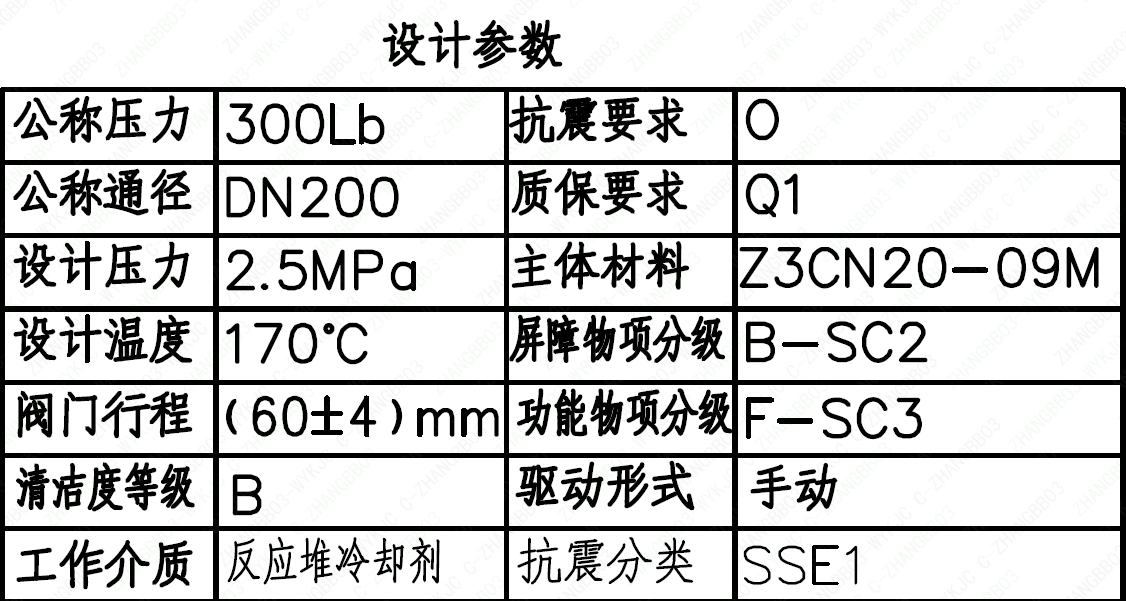 设计参数
公称压力 300Lb 抗震要求 O
公称通径 DN200 质保要求 Q1
设计压力 2.5MPa 主体材料 Z3CN20-09M
设计温度 170℃ 屏障物项分级 B-SC2
阀门行程 (60±4)mm 功能物项分级 F-SC3
清洁度等级 B 驱动形式 手动
工作介质 反应堆冷却剂 抗震分类 SSE1